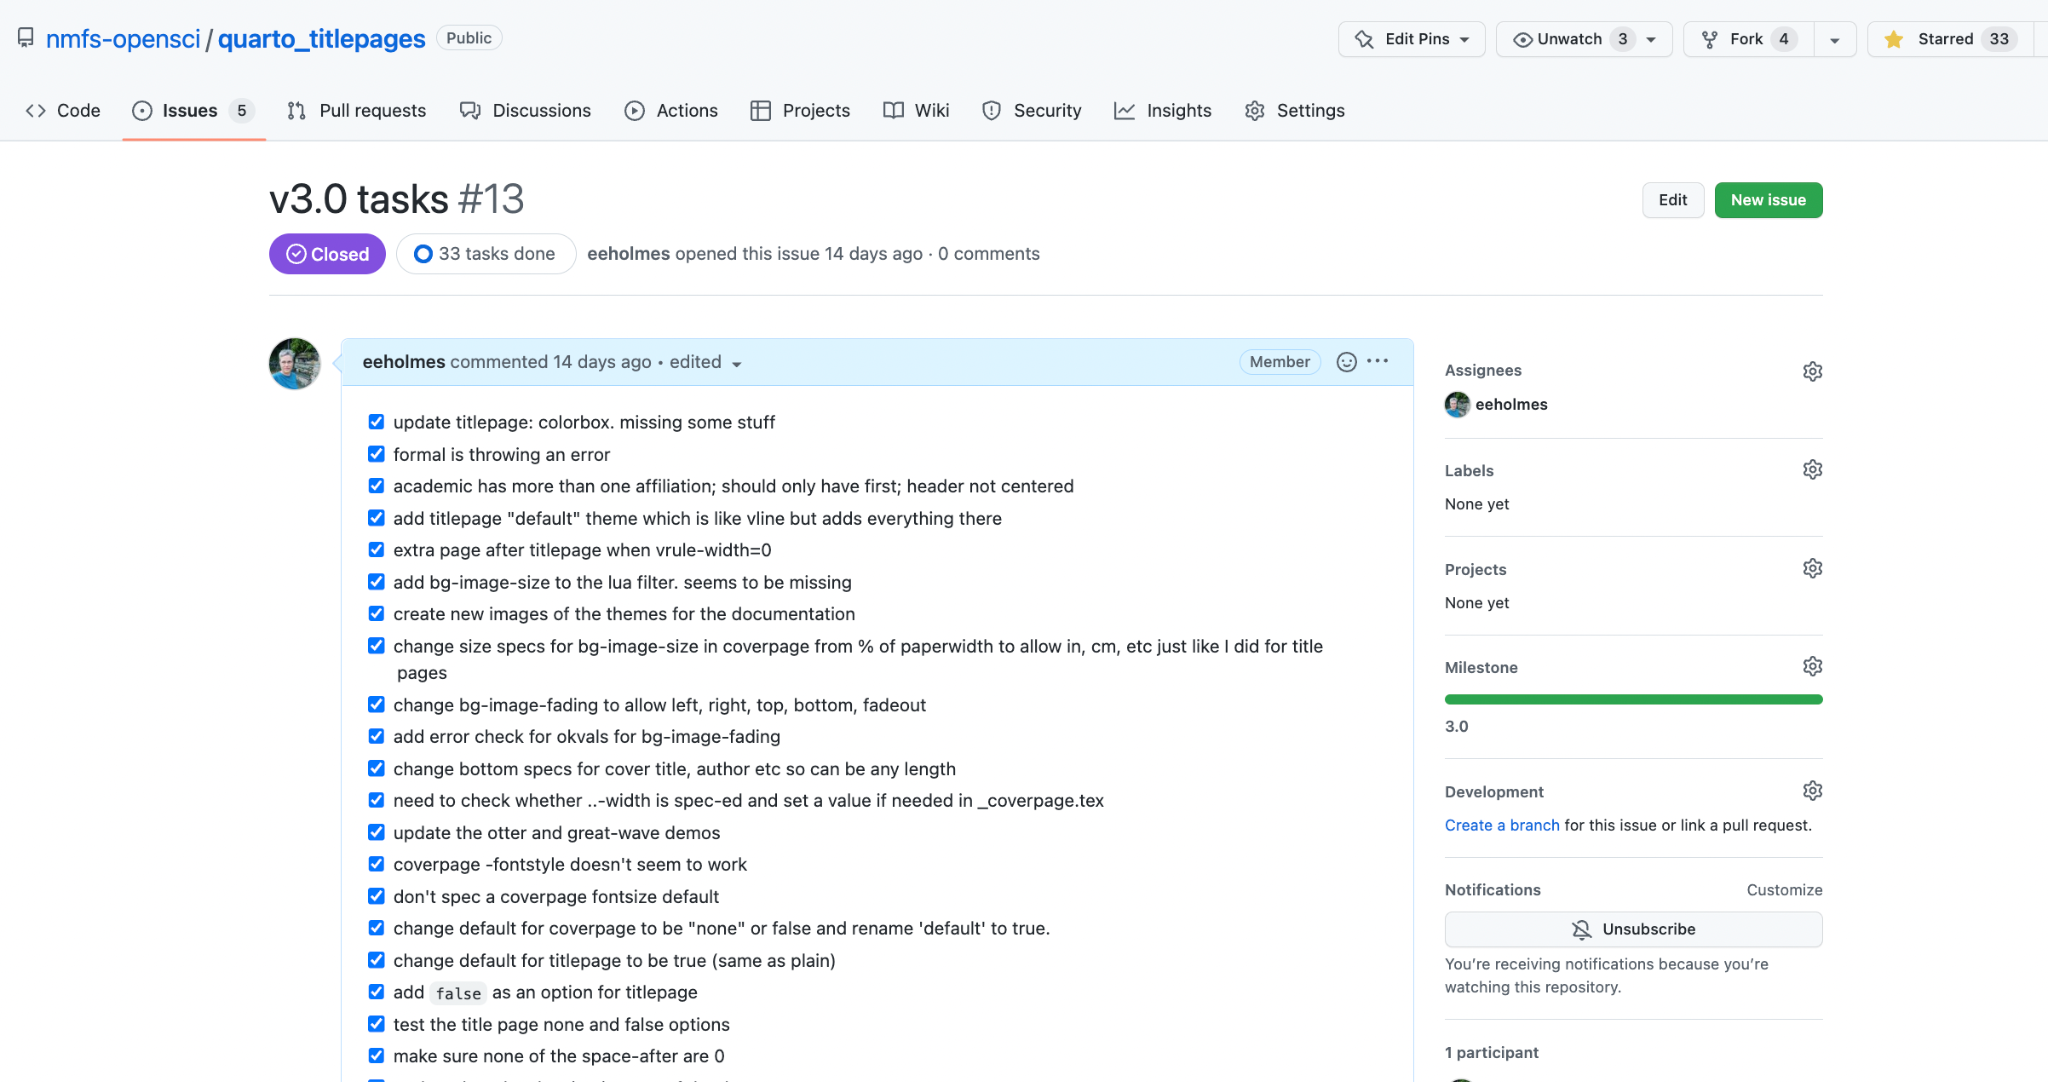 nmfs-opensci / quarto_titlepages Public
Edit Pins Unwatch 3 Fork 4 Starred 33
Code Issues 5 Pull requests Discussions Actions Projects Wiki Security Insights Settings
v3.0 tasks #13
Edit New issue
Closed 33 tasks done eeholmes opened this issue 14 days ago · 0 comments
eeholmes commented 14 days ago • edited Member
update titlepage: colorbox. missing some stuff
formal is throwing an error
academic has more than one affiliation; should only have first; header not centered
add titlepage "default" theme which is like vline but adds everything there
extra page after titlepage when vrule-width=0
add bg-image-size to the lua filter. seems to be missing
create new images of the themes for the documentation
change size specs for bg-image-size in coverpage from % of paperwidth to allow in, cm, etc just like I did for title
pages
change bg-image-fading to allow left, right, top, bottom, fadeout
add error check for okvals for bg-image-fading
change bottom specs for cover title, author etc so can be any length
need to check whether ..-width is spec-ed and set a value if needed in _coverpage.tex
update the otter and great-wave demos
coverpage -fontstyle doesn't seem to work
don't spec a coverpage fontsize default
change default for coverpage to be "none" or false and rename 'default' to true.
change default for titlepage to be true (same as plain)
add false as an option for titlepage
test the title page none and false options
make sure none of the space-after are 0
Assignees
eeholmes
Labels
None yet
Projects
None yet
Milestone
3.0
Development
Create a branch for this issue or link a pull request.
Notifications Customize
Unsubscribe
You're receiving notifications because you're
watching this repository.
1 participant